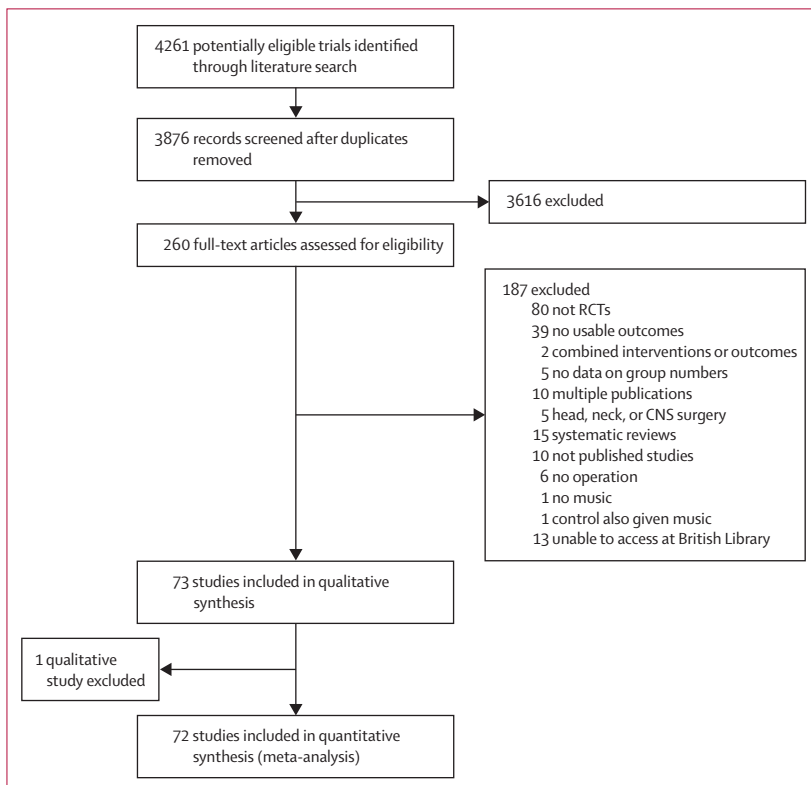 4261 potentially eligible trials identified
through literature search
3876 records screened after duplicates
removed
3616 excluded
260 full-text articles assessed for eligibility
187 excluded
80 not RCTs
39 no usable outcomes
2 combined interventions or outcomes
5 no data on group numbers
10 multiple publications
5 head, neck, or CNS surgery
15 systematic reviews
10 not published studies
6 no operation
1 no music
1 control also given music
13 unable to access at British Library
73 studies included in qualitative
synthesis
1 qualitative
study excluded
72 studies included in quantitative
synthesis (meta-analysis)